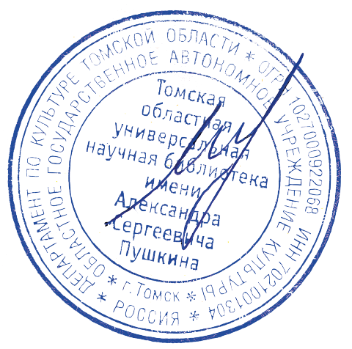 ДЕПАРТАМЕНТ ПО КУЛЬТУРЕ ТОМСКОЙ ОБЛАСТИ * ОГРН 1027000922068 ИНН 7021001304 * РОССИЯ *
ОБЛАСТНОЕ ГОСУДАРСТВЕННОЕ АВТОНОМНОЕ УЧРЕЖДЕНИЕ КУЛЬТУРЫ * г. Томск *
Томская
областная
универсальная
научная библиотека
имени
Александра
Сергеевича
Пушкина